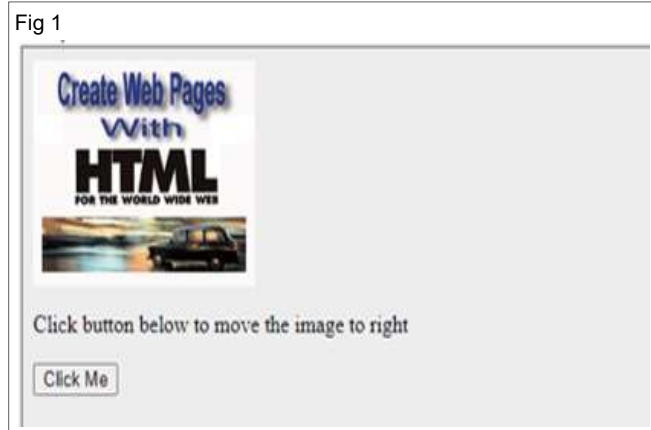 Fig 1
Create Web Pages
With
HTML
FOR THE WORLD WIDE WEB
Click button below to move the image to right
Click Me